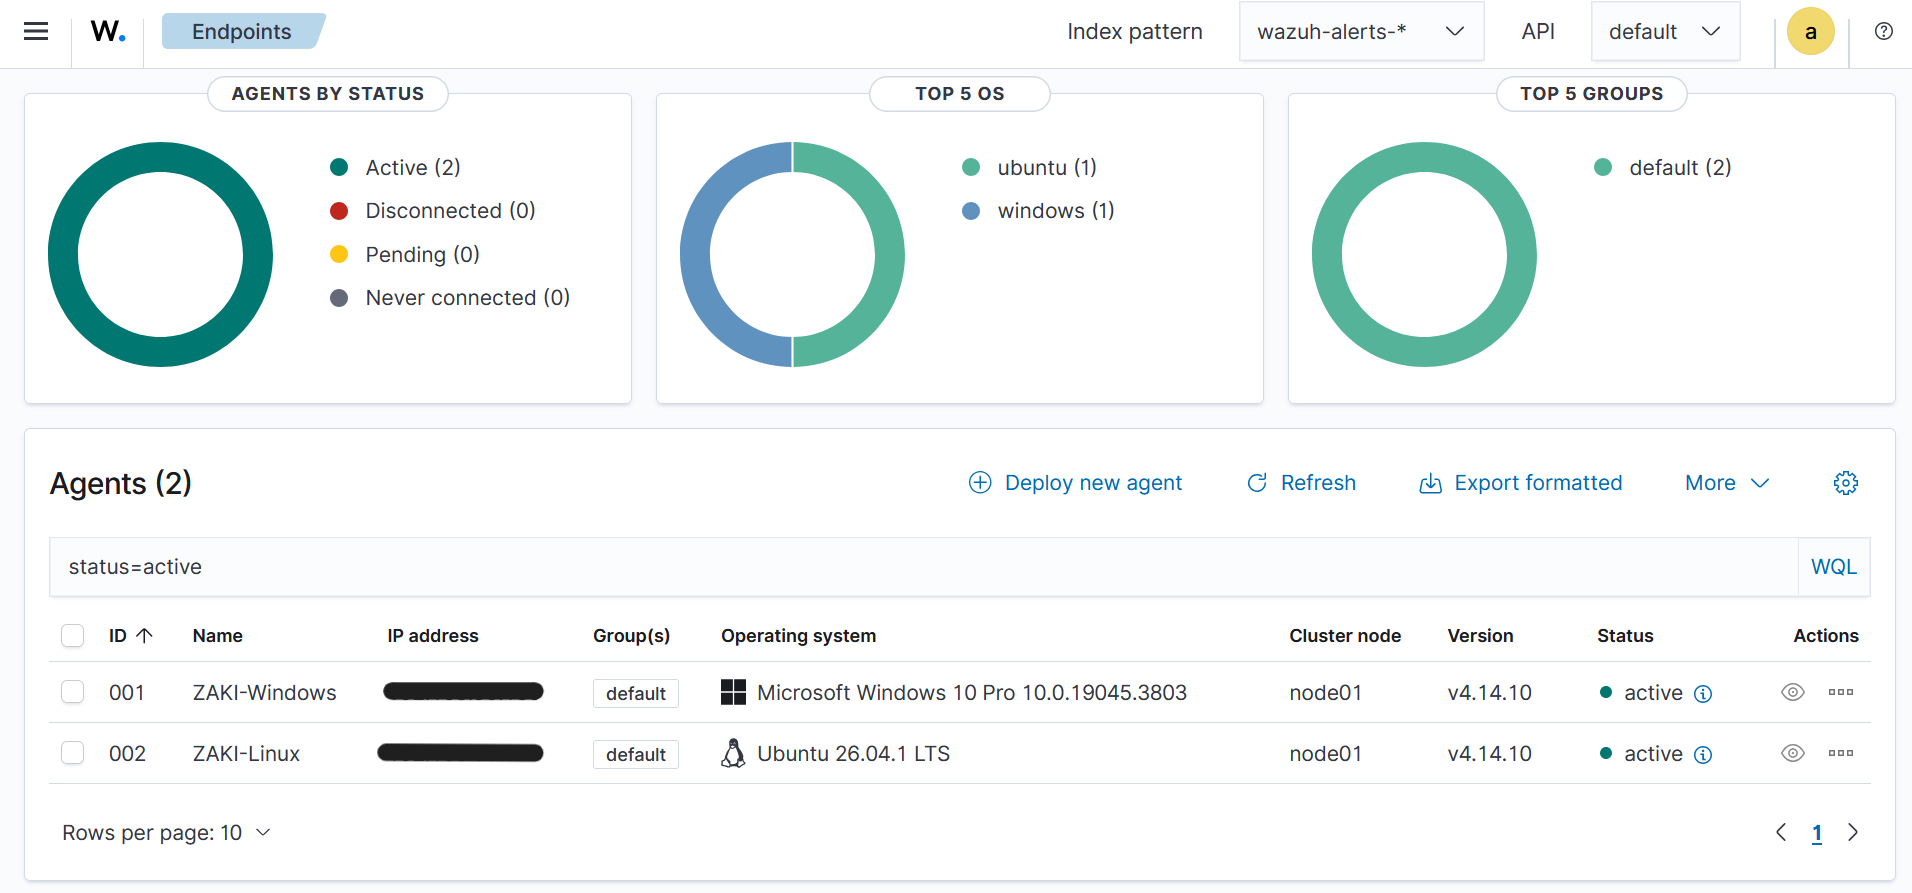 W. Endpoints Index pattern wazuh-alerts-* API default a
AGENTS BY STATUS
Active (2)
Disconnected (0)
Pending (0)
Never connected (0)
TOP 5 OS
ubuntu (1)
windows (1)
TOP 5 GROUPS
default (2)
Agents (2) Deploy new agent Refresh Export formatted More
status=active WQL
ID Name IP address Group(s) Operating system Cluster node Version Status Actions
001 ZAKI-Windows default Microsoft Windows 10 Pro 10.0.19045.3803 node01 v4.14.10 active
002 ZAKI-Linux default Ubuntu 26.04.1 LTS node01 v4.14.10 active
Rows per page: 10 1